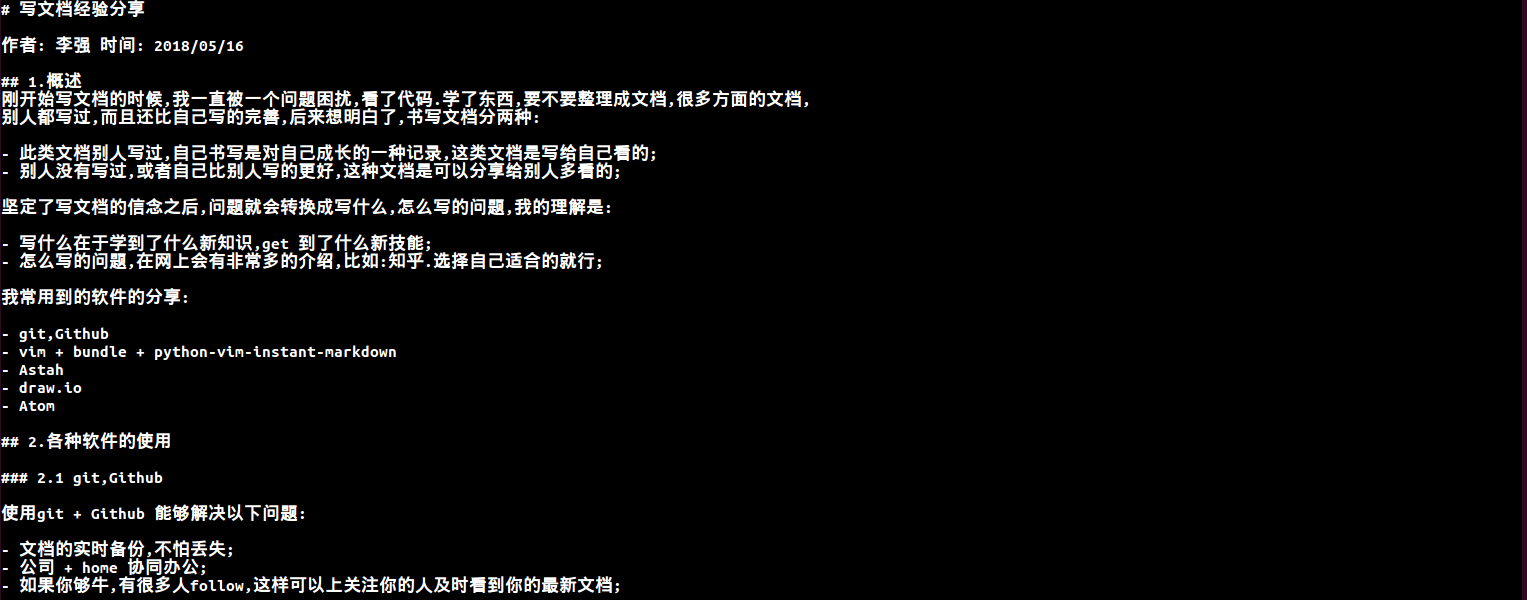 # 写文档经验分享
作者: 李强 时间: 2018/05/16
## 1.概述
刚开始写文档的时候,我一直被一个问题困扰,看了代码.学了东西,要不要整理成文档,很多方面的文档,
别人都写过,而且还比自己写的完善,后来想明白了,书写文档分两种:
- 此类文档别人写过,自己书写是对自己成长的一种记录,这类文档是写给自己看的;
- 别人没有写过,或者自己比别人写的更好,这种文档是可以分享给别人多看的;
坚定了写文档的信念之后,问题就会转换成写什么,怎么写的问题,我的理解是:
- 写什么在于学到了什么新知识,get 到了什么新技能;
- 怎么写的问题,在网上会有非常多的介绍,比如:知乎.选择自己适合的就行;
我常用到的软件的分享:
- git,Github
- vim + bundle + python-vim-instant-markdown
- Astah
- draw.io
- Atom
## 2.各种软件的使用
### 2.1 git,Github
使用git + Github 能够解决以下问题:
- 文档的实时备份,不怕丢失;
- 公司 + home 协同办公;
- 如果你够牛,有很多人follow,这样可以上关注你的人及时看到你的最新文档;